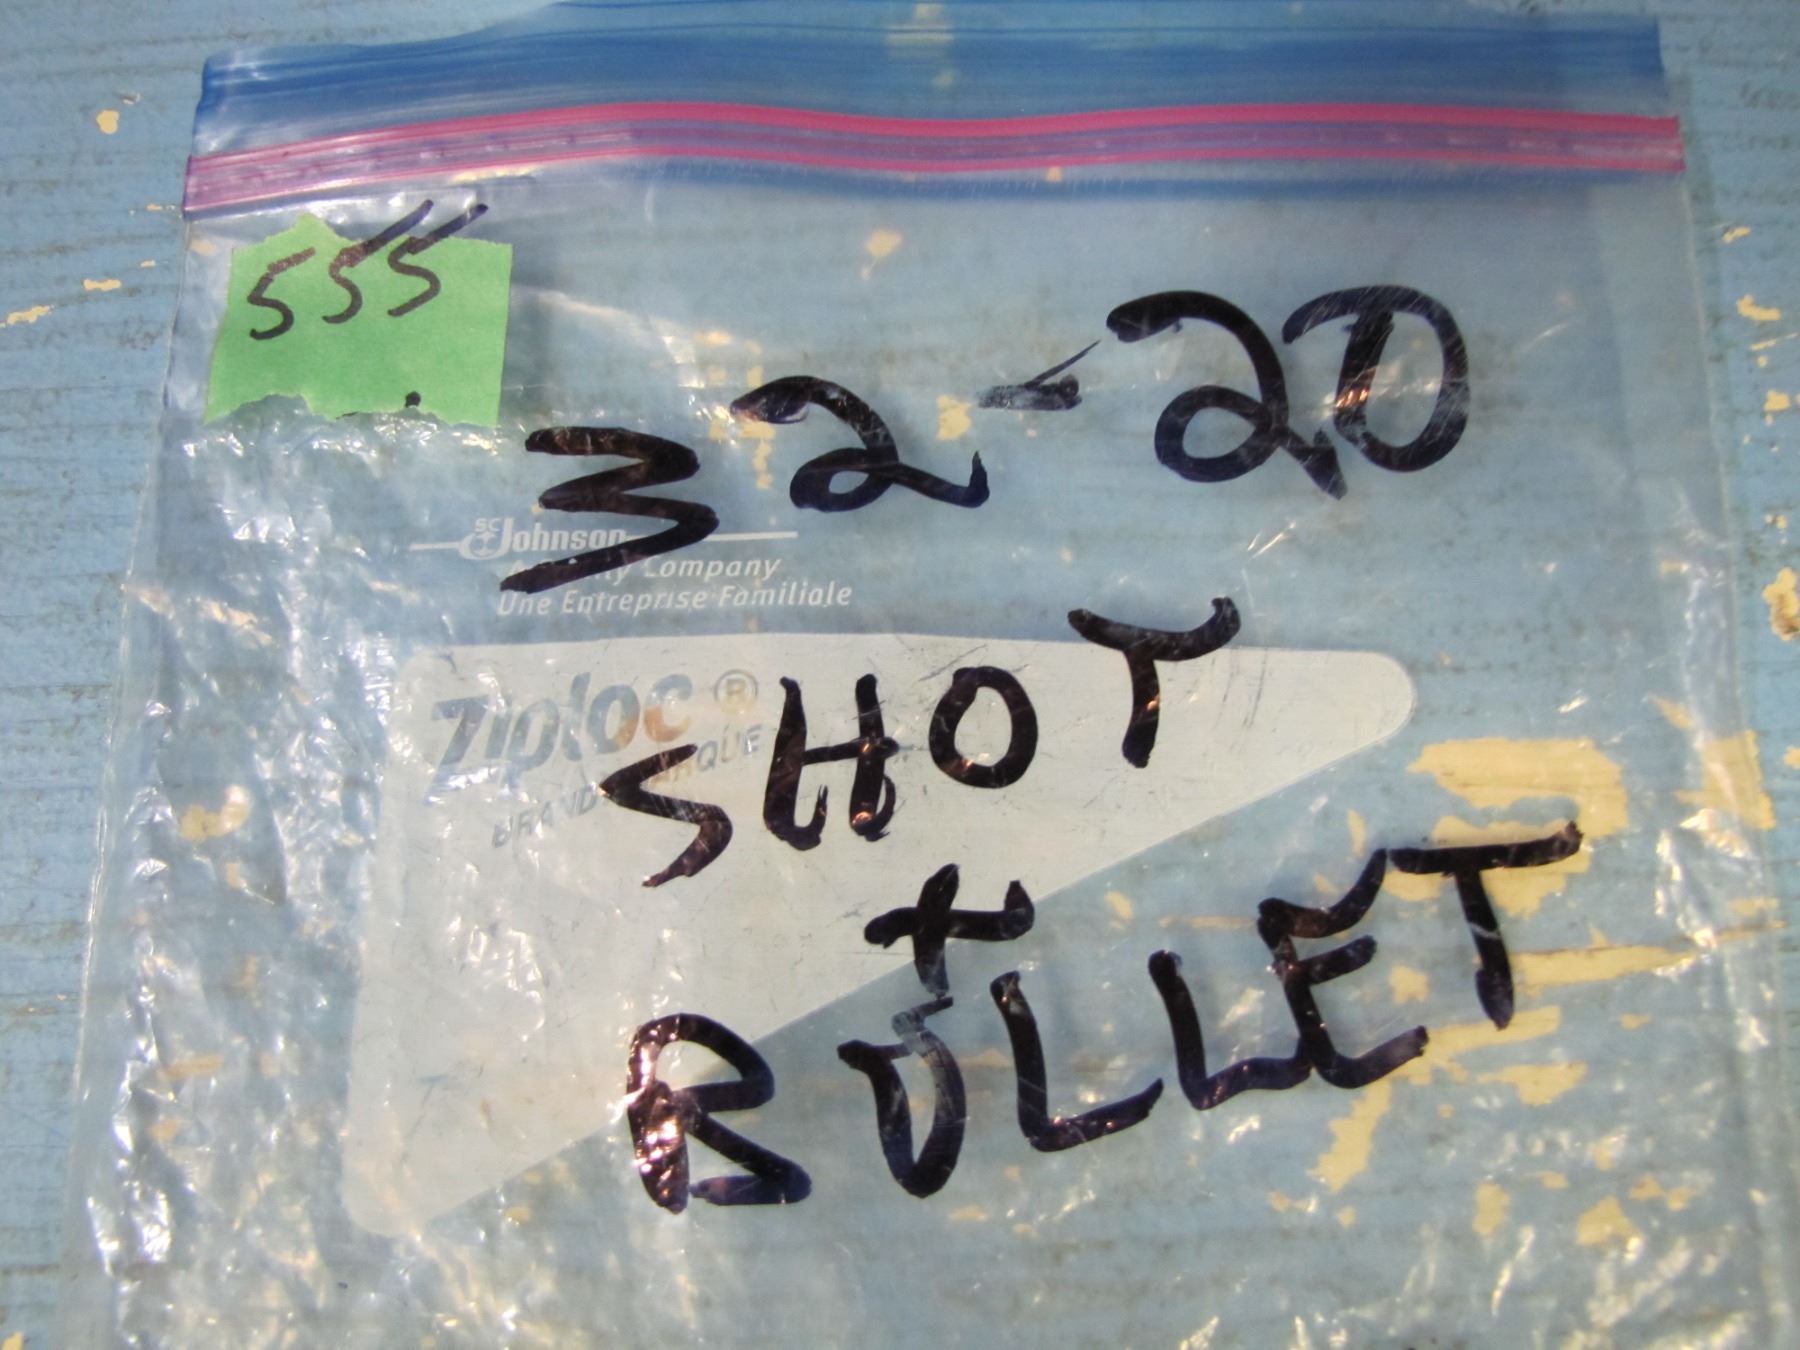 555
32-20
SC Johnson
A Family Company
Une Entreprise Familiale
Ziploc®
BRAND MARQUE
SHOT
+
BULLET